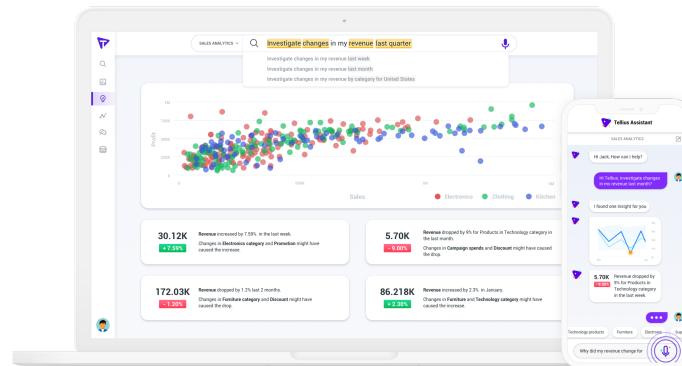 SALES ANALYTICS
Investigate changes in my revenue last quarter
Investigate changes in my revenue last week
Investigate changes in my revenue last month
Investigate changes in my revenue by category for United States
1M
Profit
0
0
1M
Sales
Electronics
Clothing
Kitchen
30.12K
+ 7.59%
Revenue increased by 7.59% in the last week.
Changes in Electronics category and Promotion might have
caused the increase.
5.70K
- 9.00%
Revenue dropped by 9% for Products in Technology category in
the last month.
Changes in Campaign spends and Discount might have caused
the drop.
172.03K
- 1.20%
Revenue dropped by 1.2% last 2 months.
Changes in Furniture category and Discount might have
caused the drop.
86.218K
+ 2.30%
Revenue increased by 2.3% in January.
Changes in Furniture and Technology category might have
caused the increase.
Tellius Assistant
SALES ANALYTICS
Hi Jack, How can I help?
Hi Tellius, investigate changes
in my revenue last month?
I found one insight for you
5.70K
Revenue dropped by
9% for Products in
Technology category
in the last week.
Technology products
Furniture
Why did my revenue change for